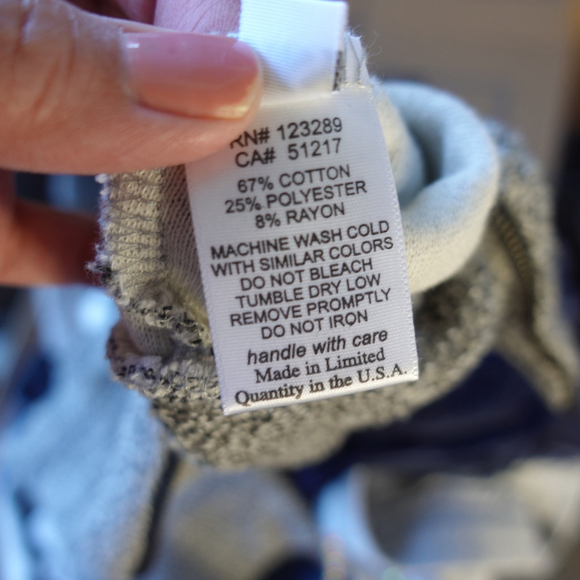 RN# 123289
CA# 51217
67% COTTON
25% POLYESTER
8% RAYON
MACHINE WASH COLD
WITH SIMILAR COLORS
DO NOT BLEACH
TUMBLE DRY LOW
REMOVE PROMPTLY
DO NOT IRON
handle with care
Made in Limited
Quantity in the U.S.A.